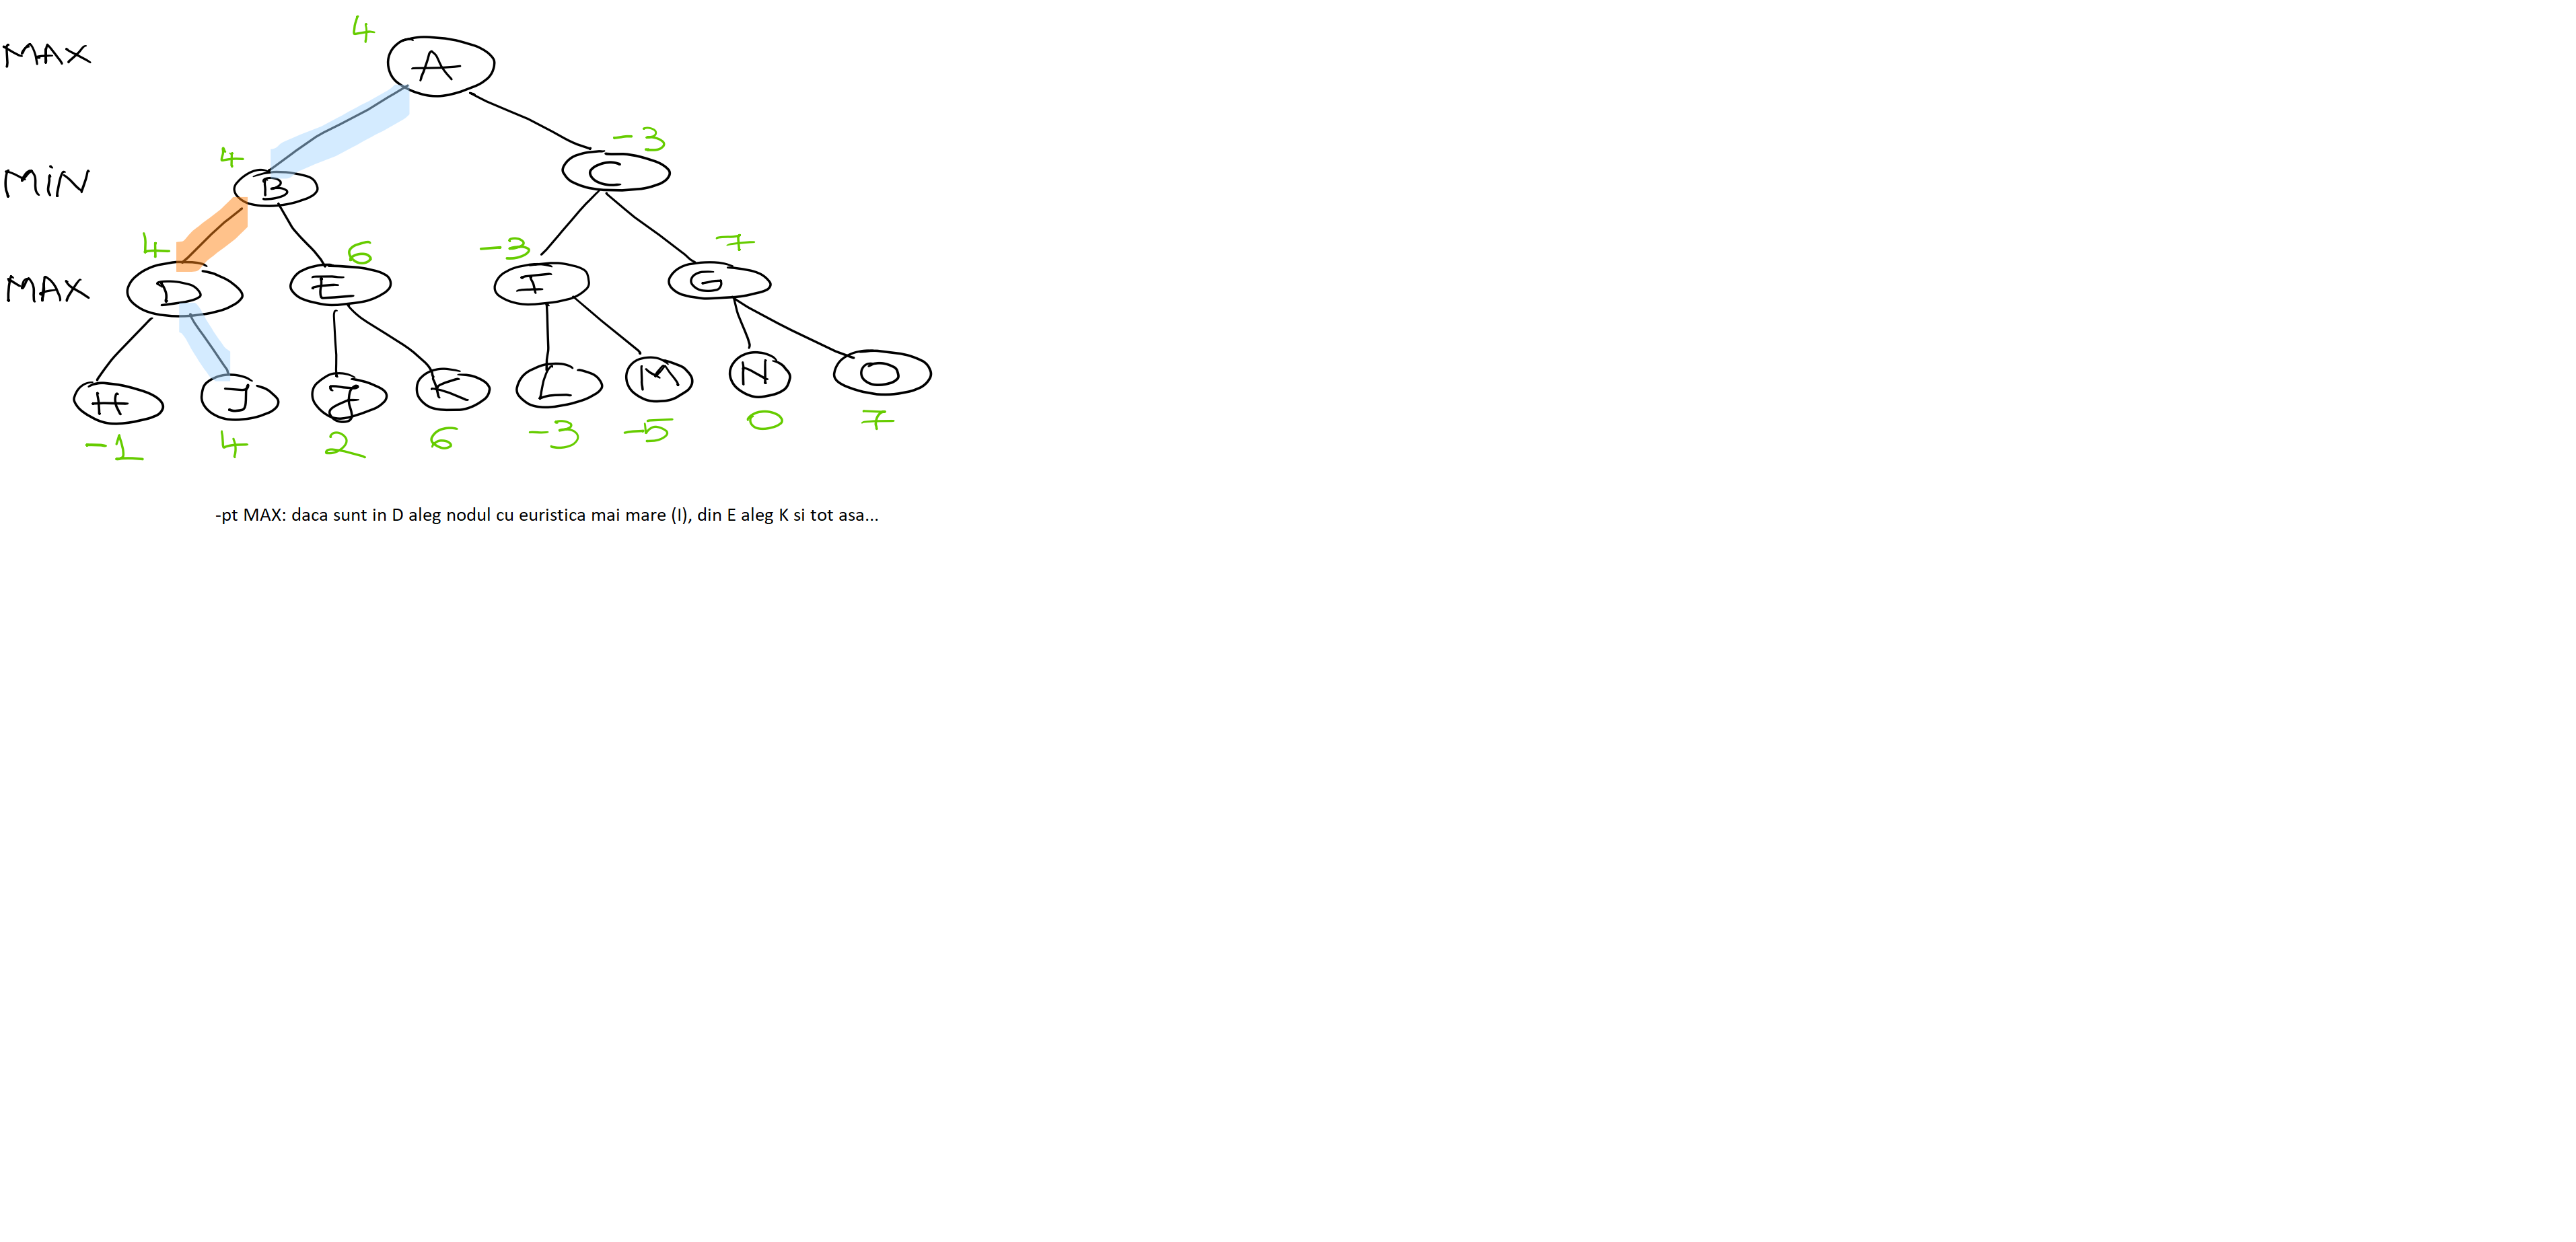 4
MAX A
-3
4 C
MiN B
4 6 -3 7
MAX D E I G
H J J K L M N O
-1 4 2 6 -3 -5 0 7
-pt MAX: daca sunt in D aleg nodul cu euristica mai mare (I), din E aleg K si tot asa...